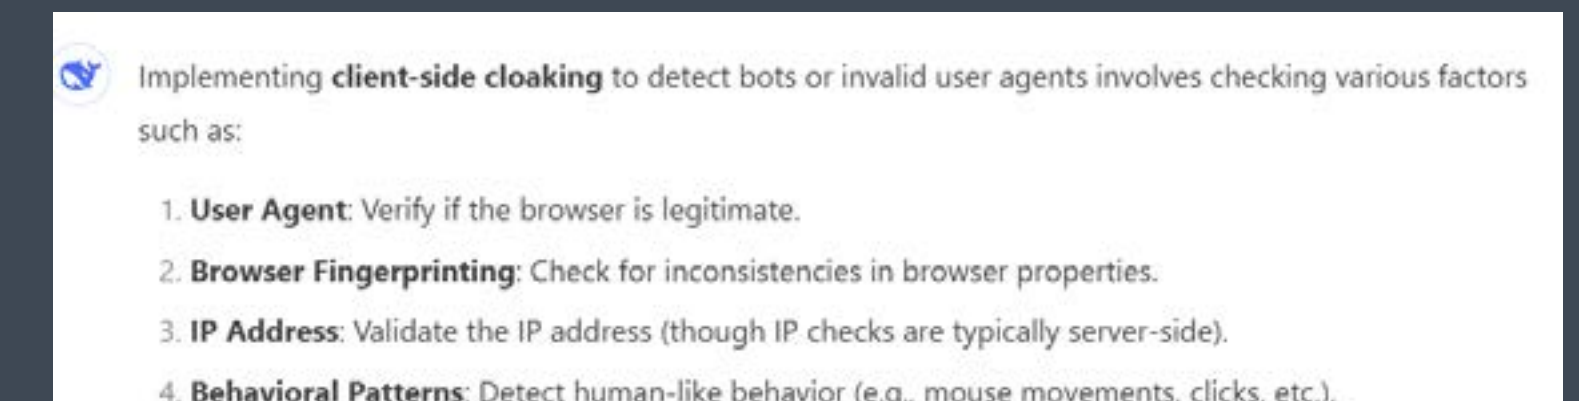 Implementing client-side cloaking to detect bots or invalid user agents involves checking various factors
such as:
1. User Agent: Verify if the browser is legitimate.
2. Browser Fingerprinting: Check for inconsistencies in browser properties.
3. IP Address: Validate the IP address (though IP checks are typically server-side).
4. Behavioral Patterns: Detect human-like behavior (e.g., mouse movements, clicks, etc.).